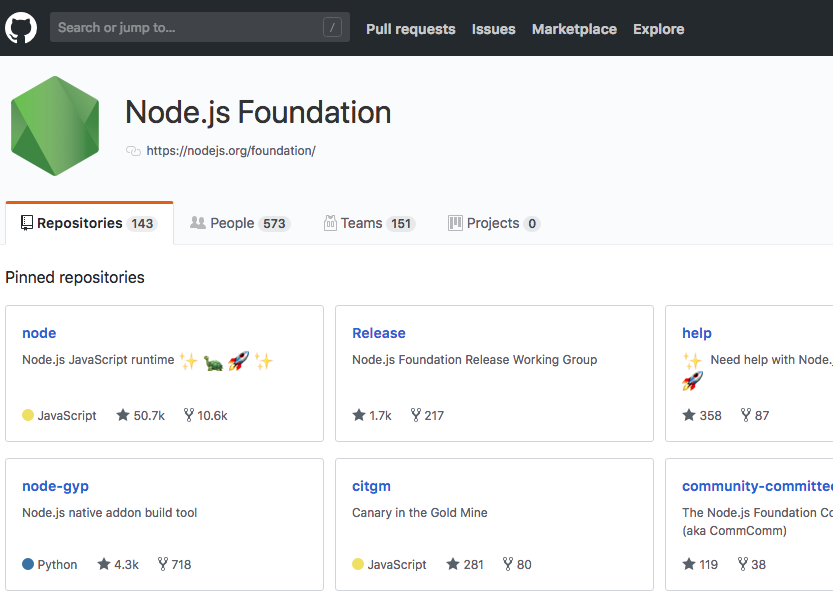 Search or jump to... /
Pull requests Issues Marketplace Explore
Node.js Foundation
https://nodejs.org/foundation/
Repositories 143 People 573 Teams 151 Projects 0
Pinned repositories
node
Node.js JavaScript runtime ✨ 🐢 🚀 ✨
JavaScript 50.7k 10.6k
Release
Node.js Foundation Release Working Group
1.7k 217
help
✨ Need help with Node.
🚀
358 87
node-gyp
Node.js native addon build tool
Python 4.3k 718
citgm
Canary in the Gold Mine
JavaScript 281 80
community-committee
The Node.js Foundation Co
(aka CommComm)
119 38